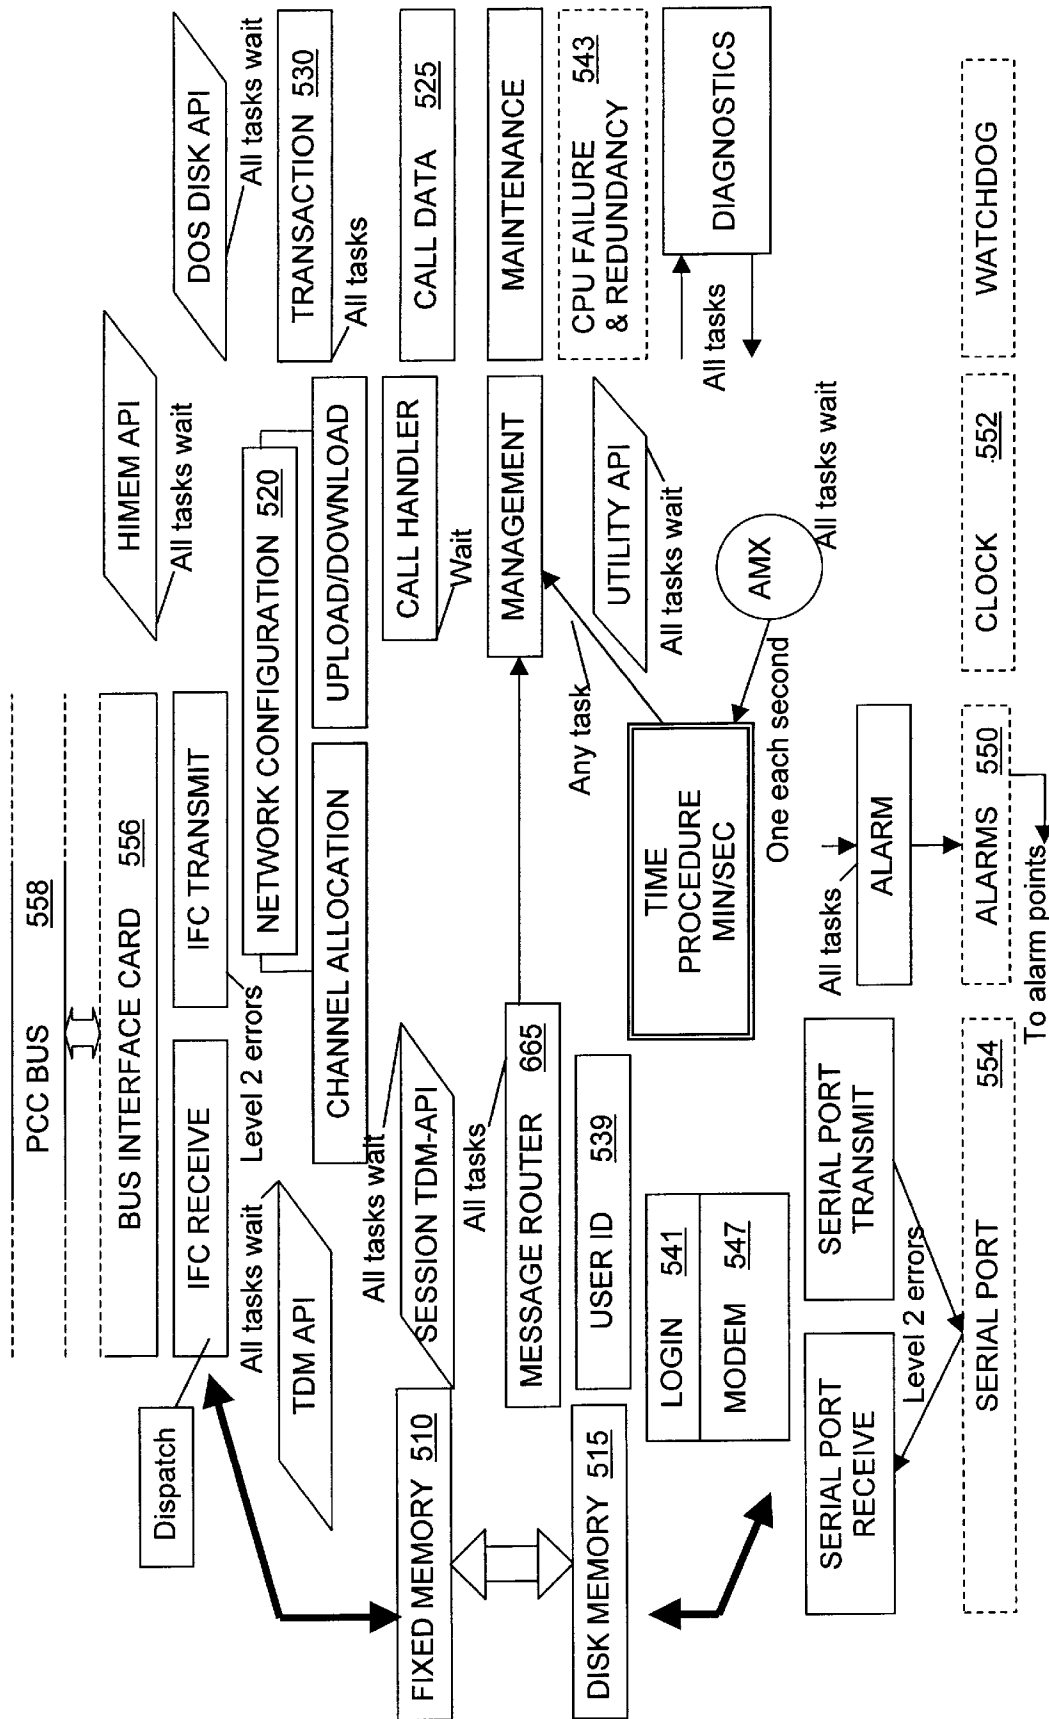 PCC BUS 558
BUS INTERFACE CARD 556
Dispatch
IFC RECEIVE
IFC TRANSMIT
Level 2 errors
HIMEM API
All tasks wait
DOS DISK API
All tasks wait
All tasks wait
TDM API
NETWORK CONFIGURATION 520
CHANNEL ALLOCATION
UPLOAD/DOWNLOAD
TRANSACTION 530
All tasks
FIXED MEMORY 510
All tasks wait
SESSION TDM-API
CALL HANDLER
Wait
CALL DATA 525
All tasks
MESSAGE ROUTER 665
MANAGEMENT
MAINTENANCE
DISK MEMORY 515
USER ID 539
Any task
UTILITY API
All tasks wait
CPU FAILURE 543
& REDUNDANCY
LOGIN 541
MODEM 547
TIME
PROCEDURE
MIN/SEC
One each second
AMX
All tasks wait
All tasks
DIAGNOSTICS
SERIAL PORT
RECEIVE
SERIAL PORT
TRANSMIT
Level 2 errors
All tasks
ALARM
SERIAL PORT 554
ALARMS 550
To alarm points
CLOCK 552
WATCHDOG